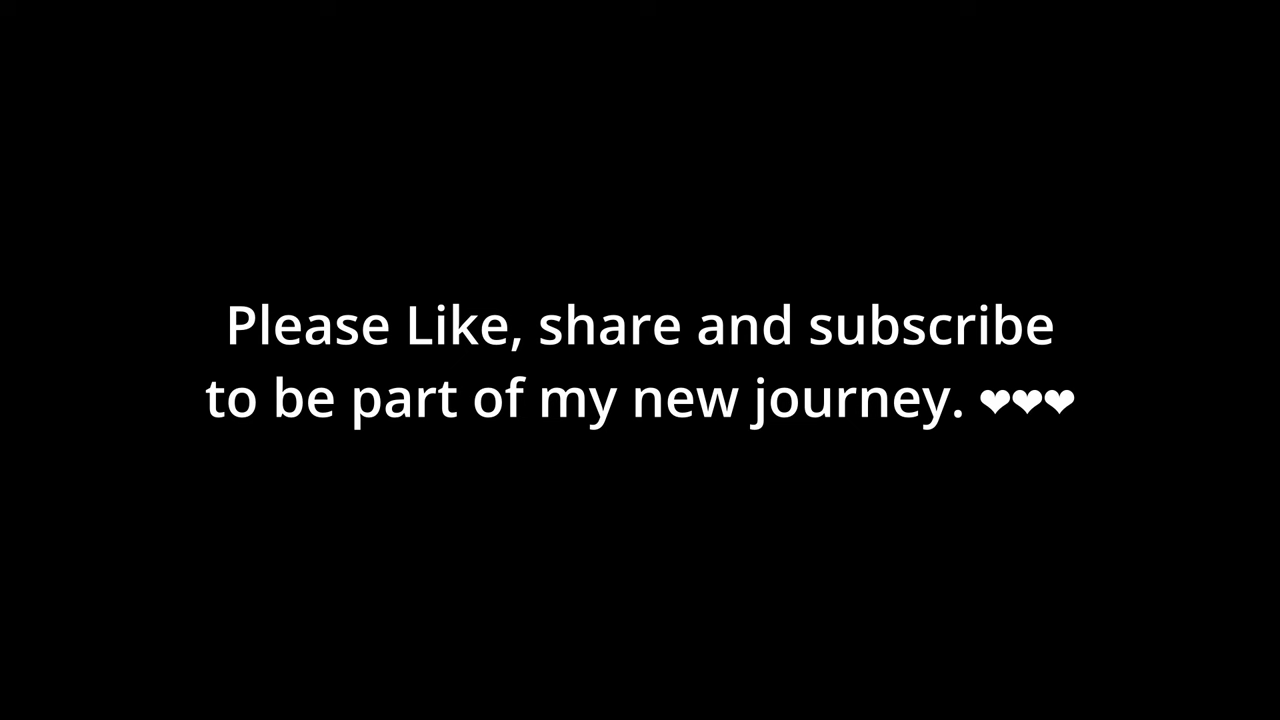 Please Like, share and subscribe
to be part of my new journey. ❤❤❤